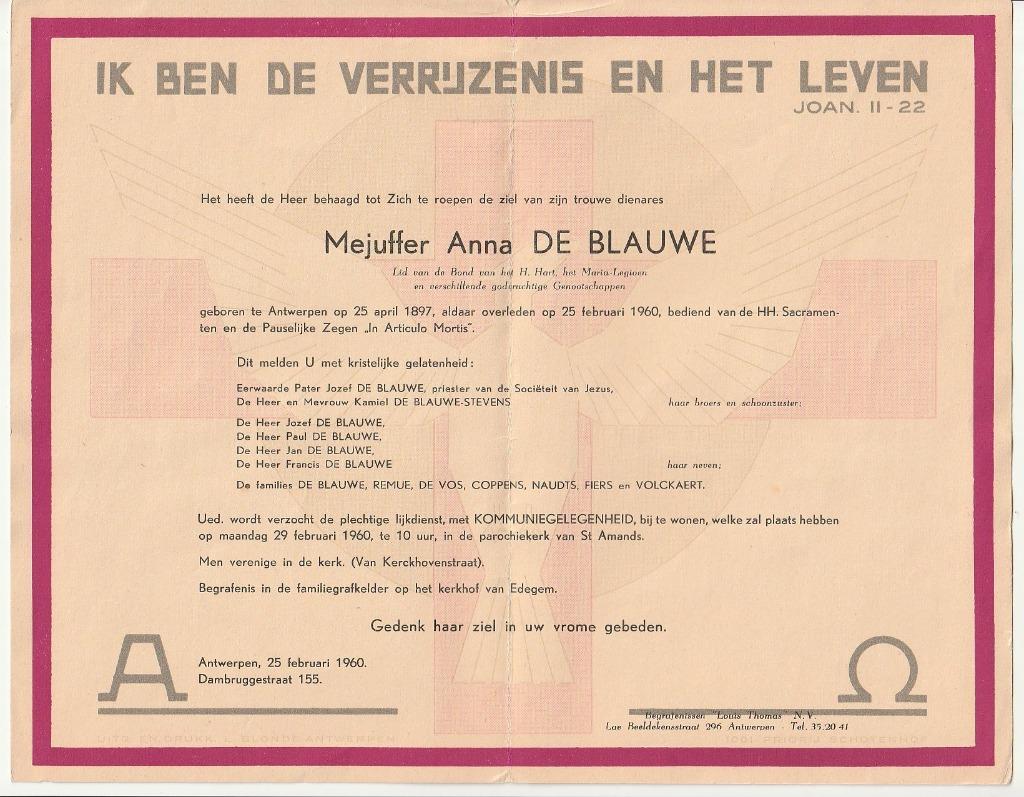 IK BEN DE VERRIJZENIS EN HET LEVEN
JOAN. 11-22
Het heeft de Heer behaagd tot Zich te roepen de ziel van zijn trouwe dienares
Mejuffer Anna DE BLAUWE
Lid van de Bond van het H. Hart, het Maria-Legioen
en verschillende godvruchtige Genootschappen
geboren te Antwerpen op 25 april 1897, aldaar overleden op 25 februari 1960, bediend van de HH. Sacramen-
ten en de Pauselijke Zegen „In Articulo Mortis".
Dit melden U met kristelijke gelatenheid :
Eerwaarde Pater Jozef DE BLAUWE, priester van de Sociëteit van Jezus,
De Heer en Mevrouw Kamiel DE BLAUWE-STEVENS haar broers en schoonzuster;
De Heer Jozef DE BLAUWE,
De Heer Paul DE BLAUWE,
De Heer Jan DE BLAUWE,
De Heer Francis DE BLAUWE haar neven;
De families DE BLAUWE, REMUE, DE VOS, COPPENS, NAUDTS, FIERS en VOLCKAERT.
Ued. wordt verzocht de plechtige lijkdienst, met KOMMUNIEGELEGENHEID, bij te wonen, welke zal plaats hebben
op maandag 29 februari 1960, te 10 uur, in de parochiekerk van St Amands.
Men verenige in de kerk. (Van Kerckhovenstraat).
Begrafenis in de familiegrafkelder op het kerkhof van Edegem.
Gedenk haar ziel in uw vrome gebeden.
A Ω
Antwerpen, 25 februari 1960.
Dambruggestraat 155.
Begrafenissen "Louis Thomas" N. V.
Lge Beeldekensstraat 296 Antwerpen - Tel. 35.20 41
UITG. EN DRUKK. L. BLONDE-ANTWERPEN 1001 PRIORIJ SCHOTENHOF